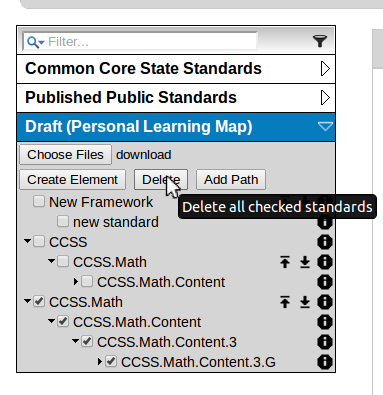 Filter...
Common Core State Standards
Published Public Standards
Draft (Personal Learning Map)
Choose Files download
Create Element Delete Add Path
New Framework
Delete all checked standards
new standard
CCSS
CCSS.Math
CCSS.Math.Content
CCSS.Math
CCSS.Math.Content
CCSS.Math.Content.3
CCSS.Math.Content.3.G